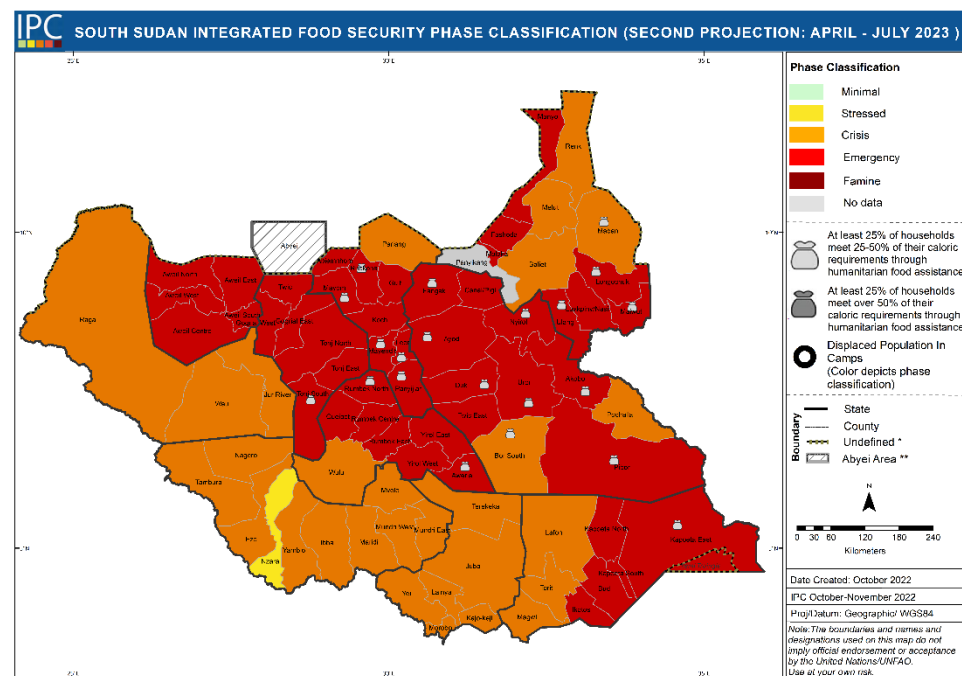 IPC SOUTH SUDAN INTEGRATED FOOD SECURITY PHASE CLASSIFICATION (SECOND PROJECTION: APRIL - JULY 2023 )
Phase Classification
Minimal
Stressed
Crisis
Emergency
Famine
No data
At least 25% of households
meet 25-50% of their caloric
requirements through
humanitarian food assistance
At least 25% of households
meet over 50% of their
caloric requirements through
humanitarian food assistance
Displaced Population In
Camps
(Color depicts phase
classification)
Boundary
State
County
Undefined *
Abyei Area **
N
0 30 60 120 180 240
Kilometers
Date Created: October 2022
IPC October-November 2022
Proj/Datum: Geographic/ WGS84
Note: The boundaries and names and
designations used on this map do not
imply official endorsement or acceptance
by the United Nations/UNFAO.
Use at your own risk.
Manyo
Renk
Melut
Maban
Fashoda
Baliet
Panyikang
Abyei
Pariang
Raga
Aweil North
Aweil East
Aweil West
Aweil South
Aweil Centre
Twic
Gogrial East
Tonj North
Tonj East
Tonj South
Jur River
Wau
Mayom
Guit
Koch
Fangak
Canal/Pigi
Nyirol
Ayod
Ulang
Longochuk
Maiwut
Uror
Duk
Akobo
Pochalla
Pibor
Twic East
Bor South
Panyijiar
Rumbek North
Cueibet
Rumbek Centre
Rumbek East
Yirol East
Yirol West
Awerial
Wulu
Nagero
Tambura
Ezo
Nzara
Yambio
Ibba
Maridi
Mvolo
Mundri West
Mundri East
Terekeka
Juba
Lafon
Yei
Lainya
Morobo
Kajo-keji
Magwi
Torit
Ikotos
Budi
Kapoeta North
Kapoeta South
Kapoeta East